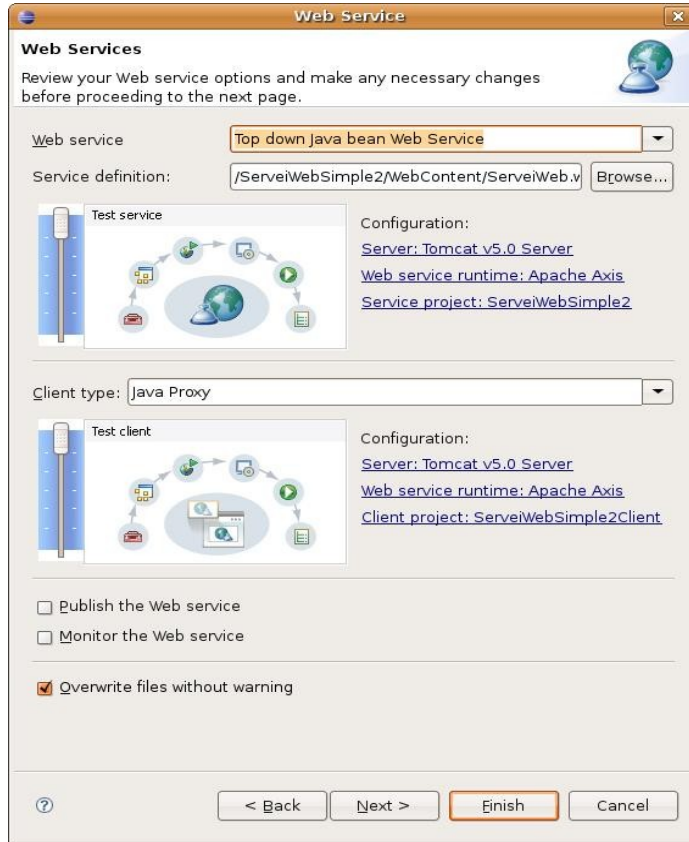 Web Service
Web Services
Review your Web service options and make any necessary changes
before proceeding to the next page.
Web service
Top down Java bean Web Service
Service definition:
/ServeiWebSimple2/WebContent/ServeiWeb.w
Browse...
Test service
Configuration:
Server: Tomcat v5.0 Server
Web service runtime: Apache Axis
Service project: ServeiWebSimple2
Client type:
Java Proxy
Test client
Configuration:
Server: Tomcat v5.0 Server
Web service runtime: Apache Axis
Client project: ServeiWebSimple2Client
Publish the Web service
Monitor the Web service
Overwrite files without warning
?
< Back
Next >
Finish
Cancel